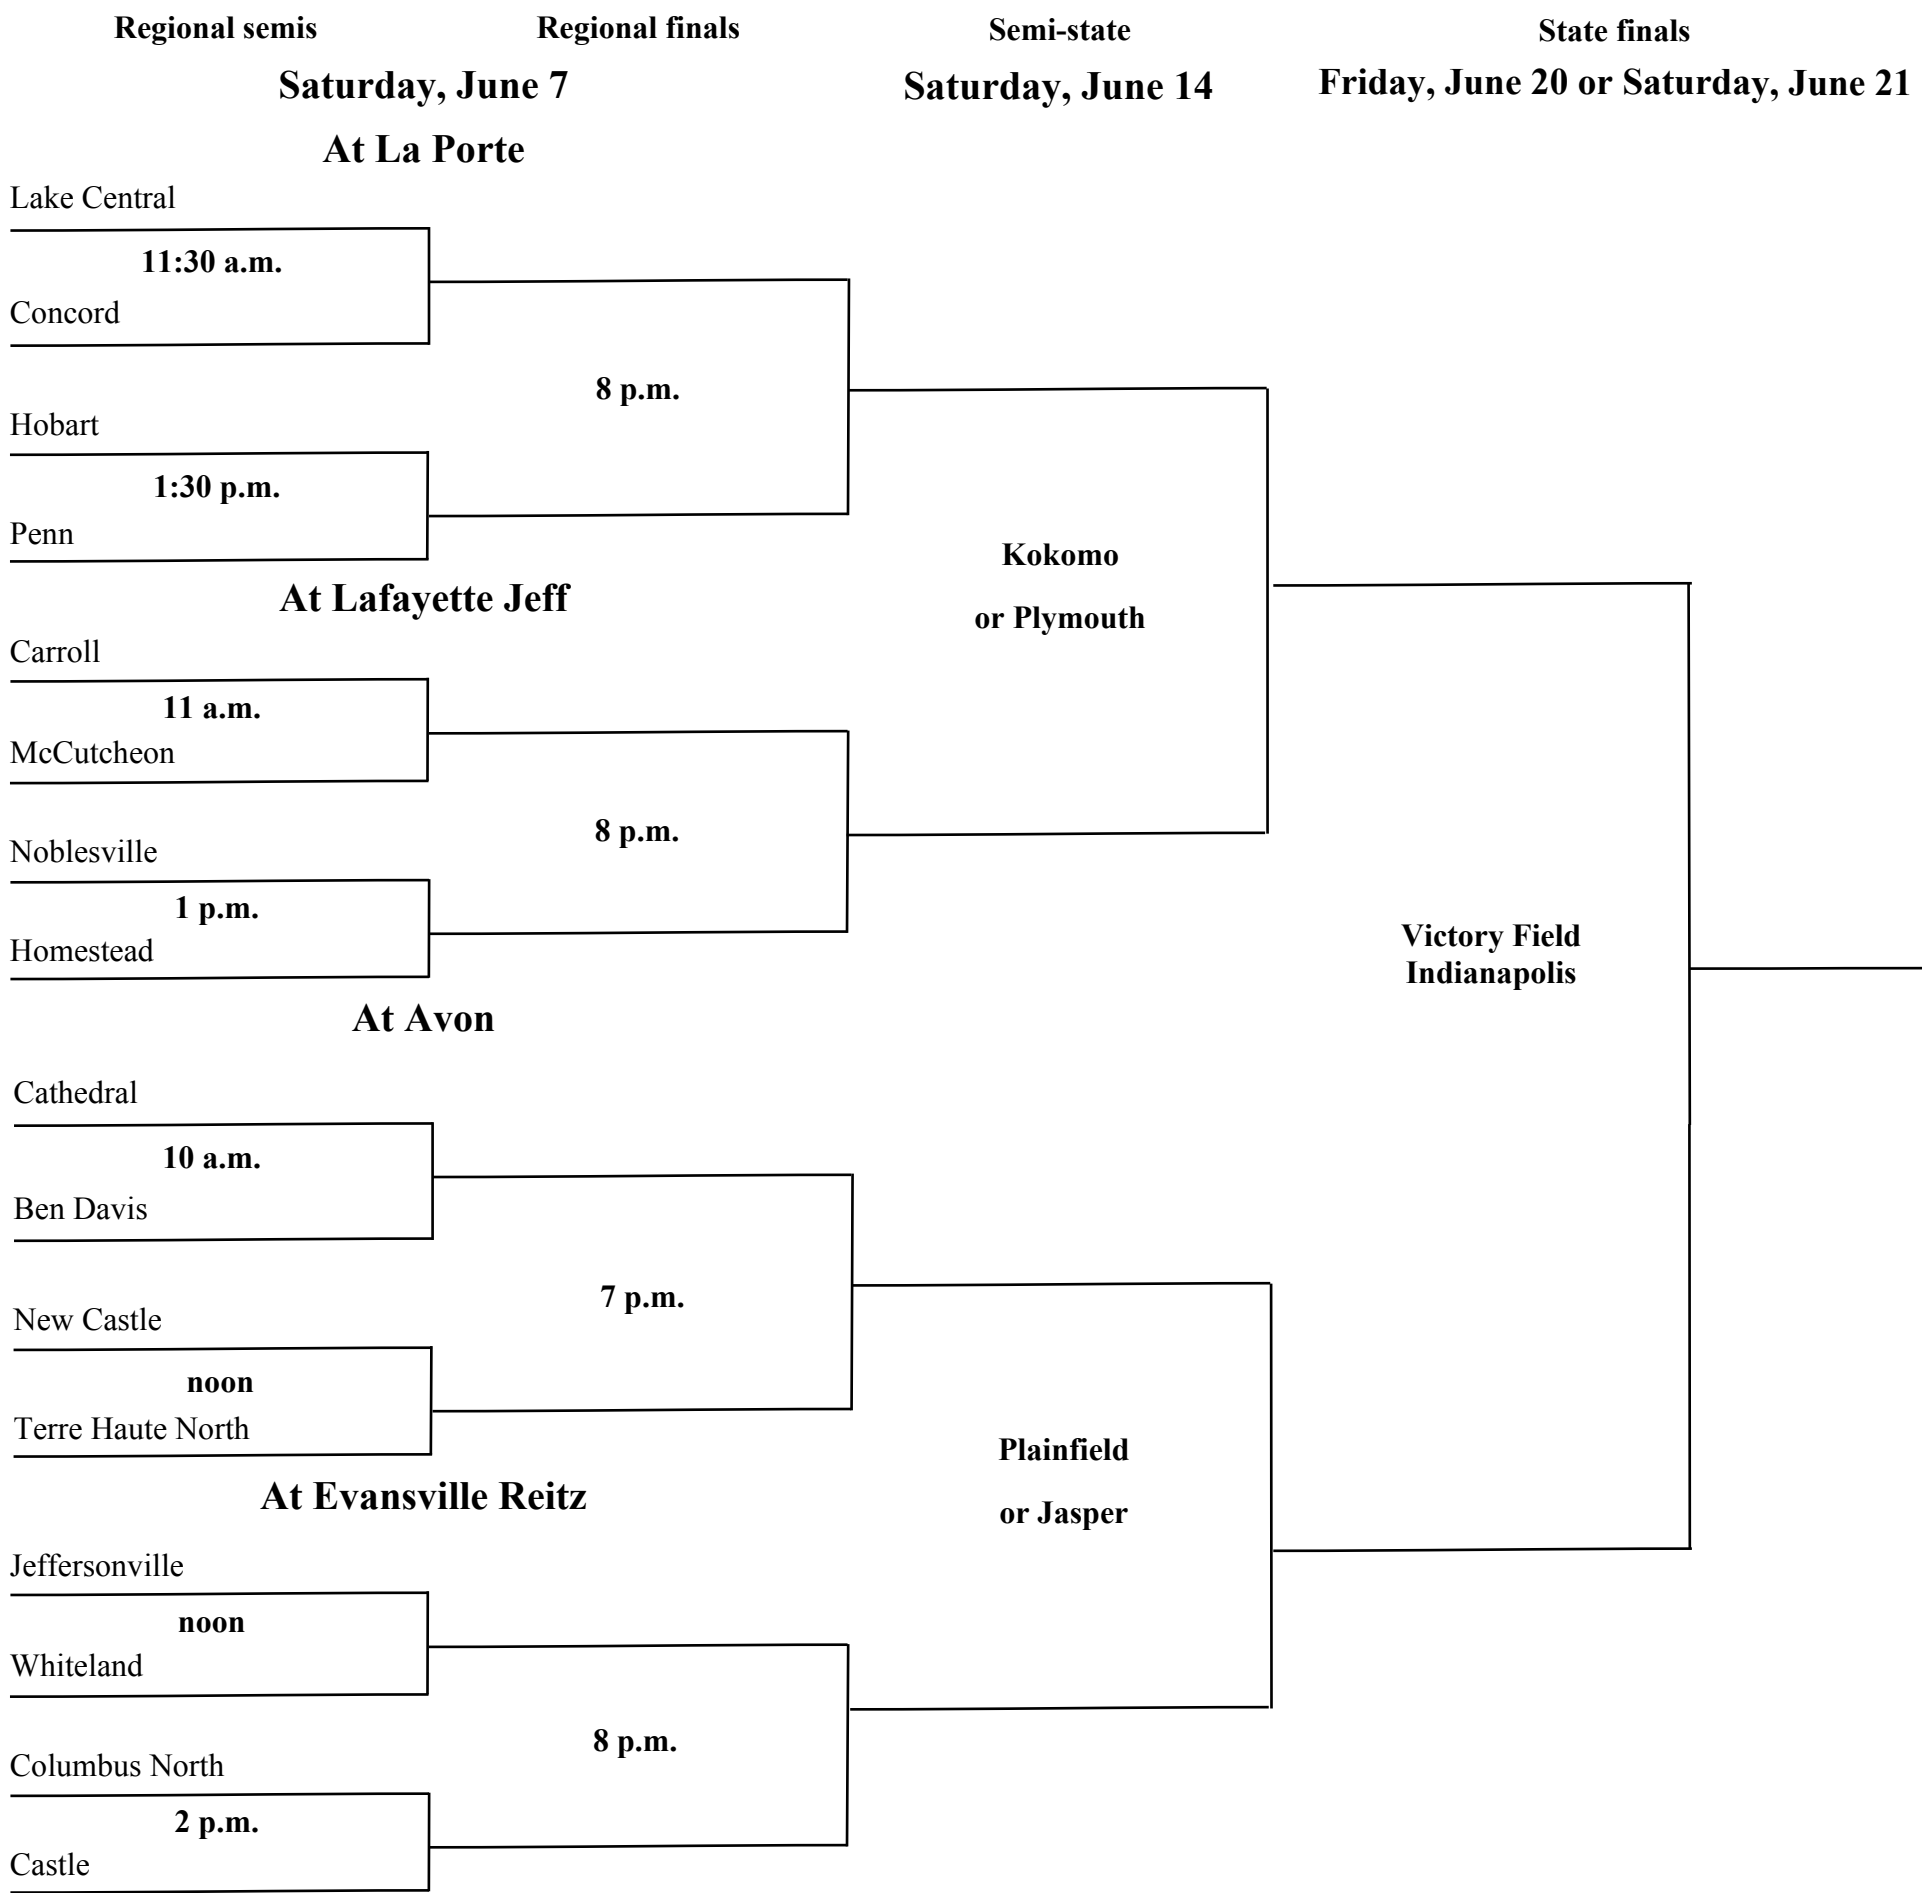 Regional semis Regional finals Semi-state State finals
Saturday, June 7 Saturday, June 14 Friday, June 20 or Saturday, June 21
At La Porte
Lake Central
11:30 a.m.
Concord
8 p.m.
Hobart
1:30 p.m.
Penn
Kokomo
or Plymouth
At Lafayette Jeff
Carroll
11 a.m.
McCutcheon
8 p.m.
Noblesville
1 p.m.
Homestead
Victory Field
Indianapolis
At Avon
Cathedral
10 a.m.
Ben Davis
7 p.m.
New Castle
noon
Terre Haute North
Plainfield
or Jasper
At Evansville Reitz
Jeffersonville
noon
Whiteland
8 p.m.
Columbus North
2 p.m.
Castle